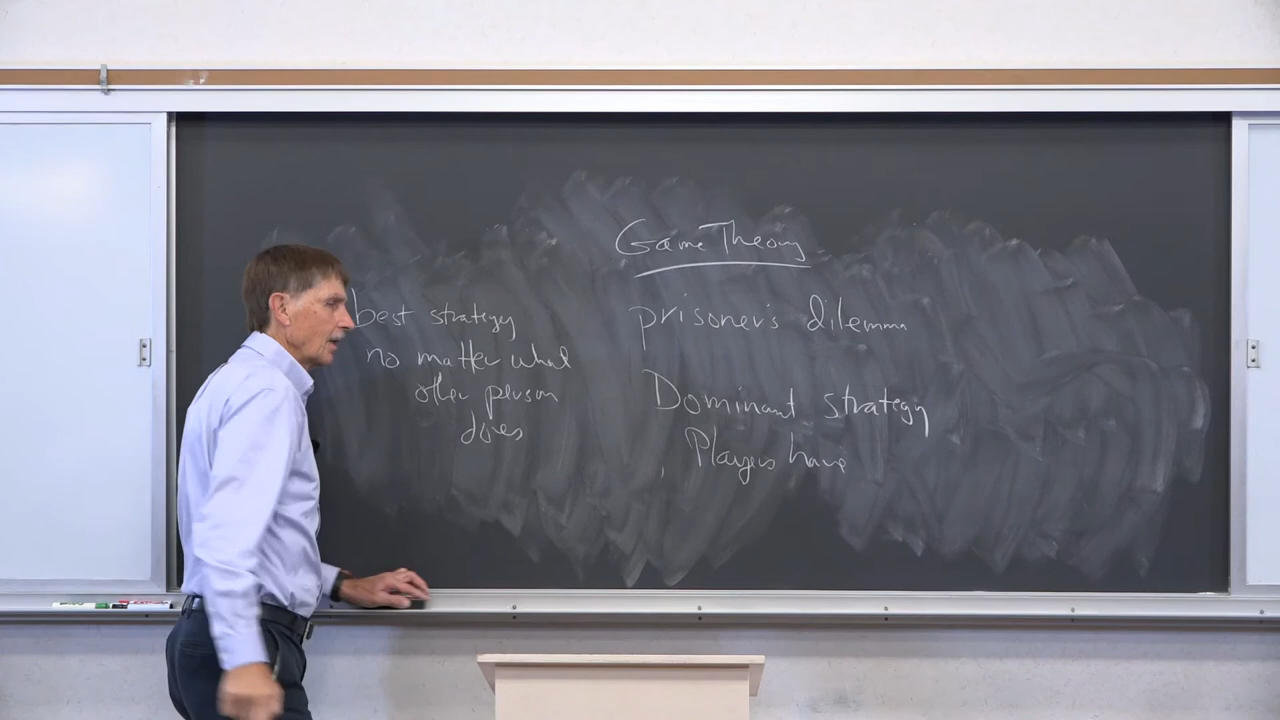 Game Theory
best strategy
no matter what
other person
does
prisoner's dilemma
Dominant strategy
Players have